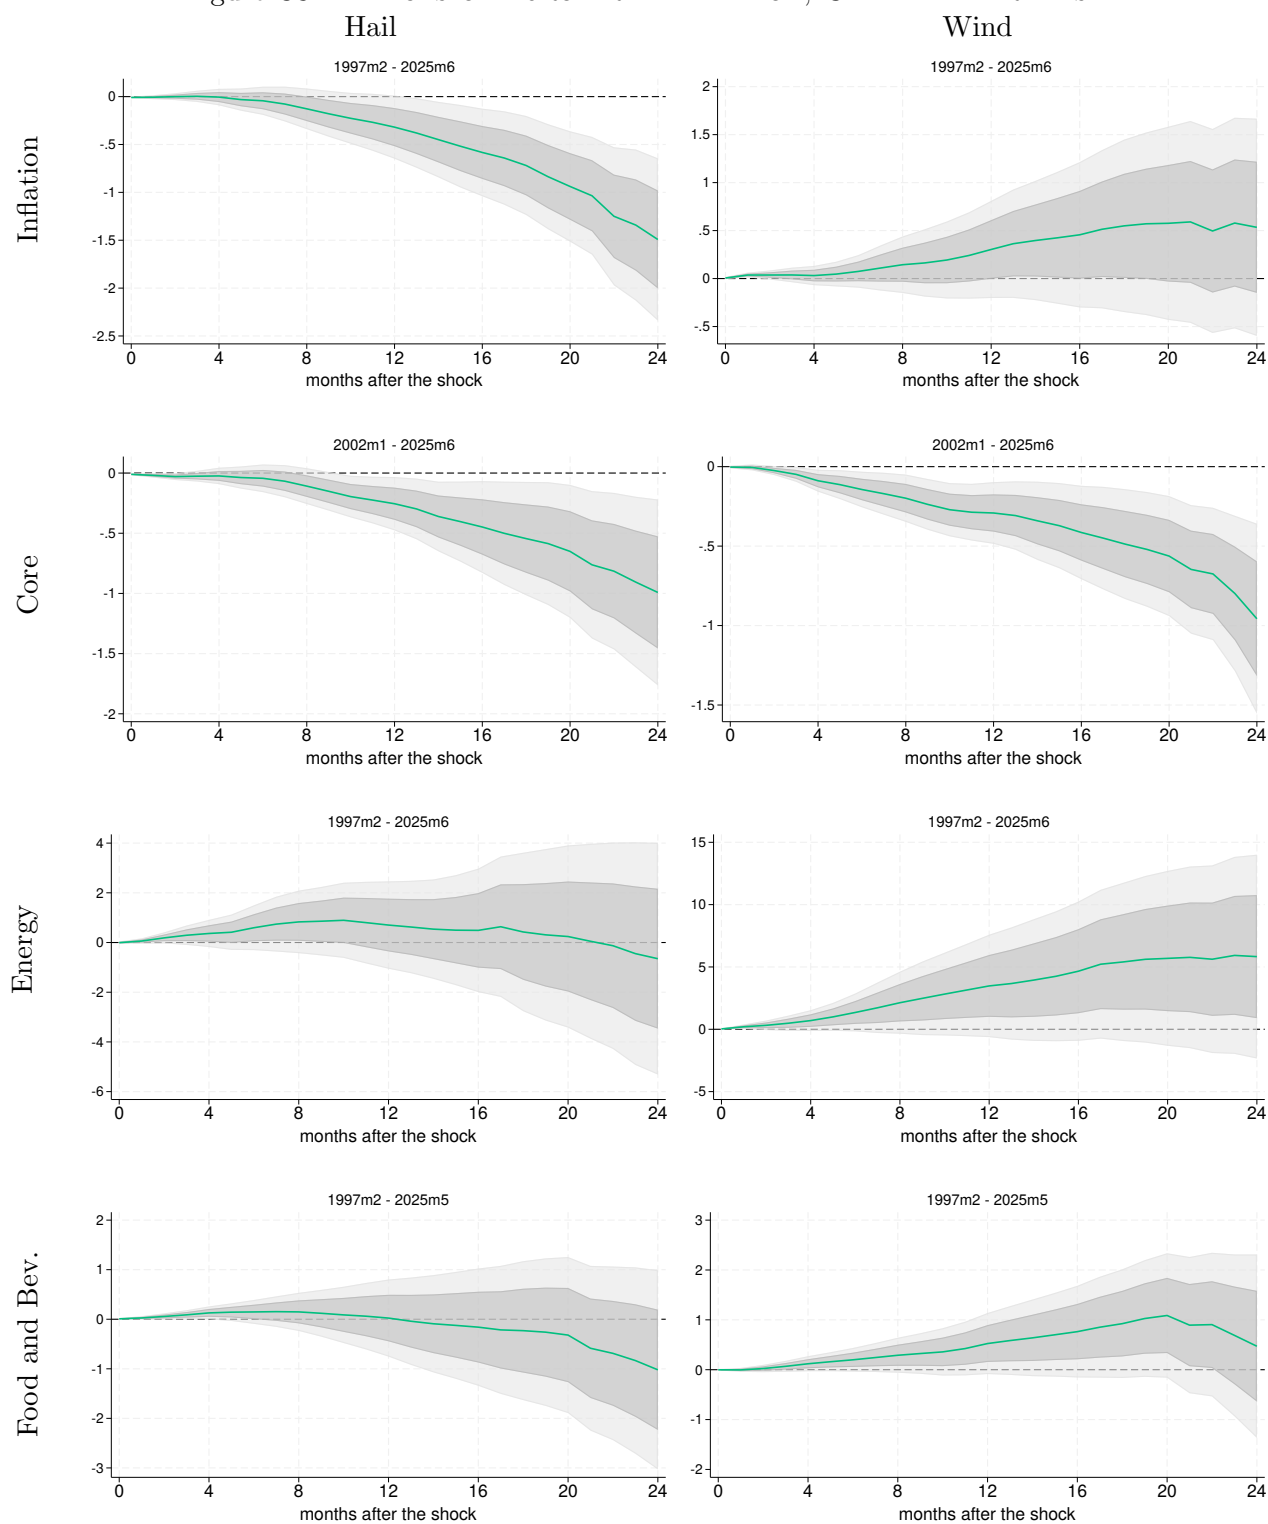 Hail Wind
Inflation
1997m2 - 2025m6
0
-.5
-1
-1.5
-2
-2.5
0 4 8 12 16 20 24
months after the shock
1997m2 - 2025m6
2
1.5
1
.5
0
-.5
0 4 8 12 16 20 24
months after the shock
Core
2002m1 - 2025m6
0
-.5
-1
-1.5
-2
0 4 8 12 16 20 24
months after the shock
2002m1 - 2025m6
0
-.5
-1
-1.5
0 4 8 12 16 20 24
months after the shock
Energy
1997m2 - 2025m6
4
2
0
-2
-4
-6
0 4 8 12 16 20 24
months after the shock
1997m2 - 2025m6
15
10
5
0
-5
0 4 8 12 16 20 24
months after the shock
Food and Bev.
1997m2 - 2025m5
2
1
0
-1
-2
-3
0 4 8 12 16 20 24
months after the shock
1997m2 - 2025m5
3
2
1
0
-1
-2
0 4 8 12 16 20 24
months after the shock